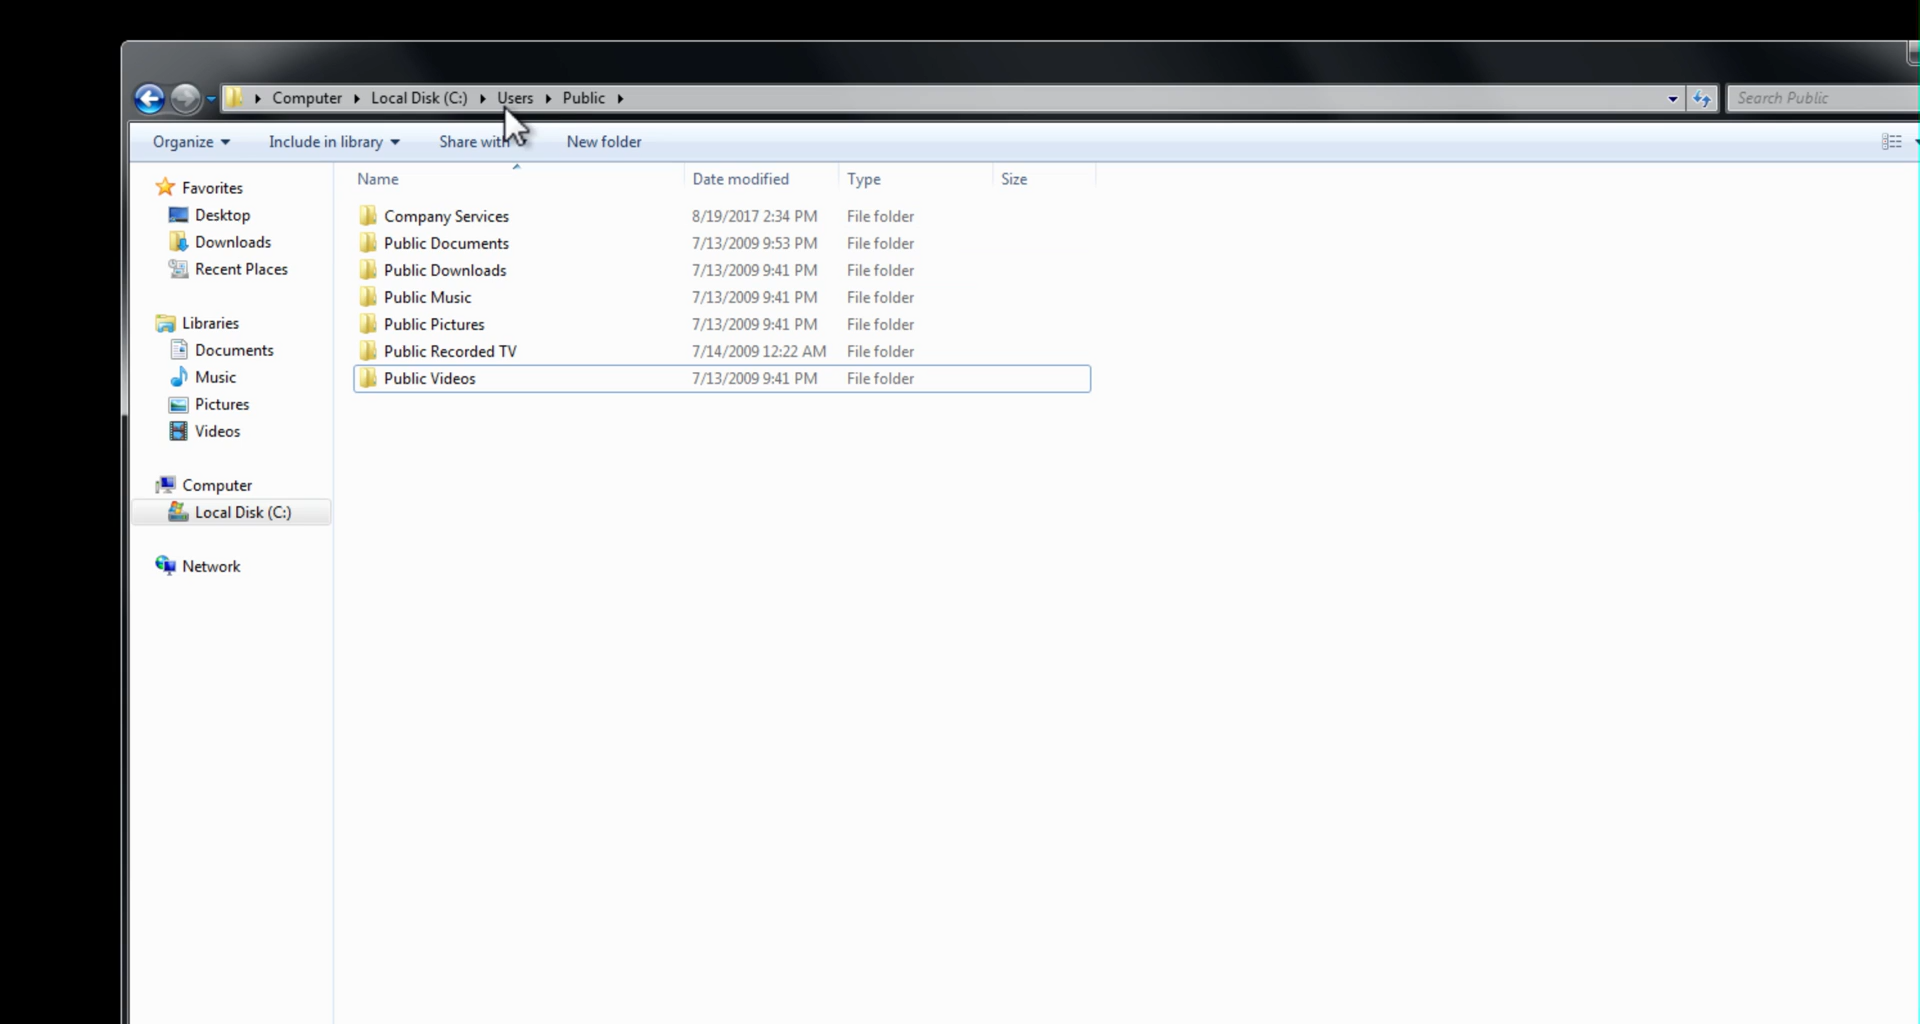 Computer Local Disk (C:) Users Public Search Public
Organize Include in library Share with New folder
Name Date modified Type Size
Favorites
Desktop
Downloads
Recent Places
Libraries
Documents
Music
Pictures
Videos
Computer
Local Disk (C:)
Network
Company Services 8/19/2017 2:34 PM File folder
Public Documents 7/13/2009 9:53 PM File folder
Public Downloads 7/13/2009 9:41 PM File folder
Public Music 7/13/2009 9:41 PM File folder
Public Pictures 7/13/2009 9:41 PM File folder
Public Recorded TV 7/14/2009 12:22 AM File folder
Public Videos 7/13/2009 9:41 PM File folder